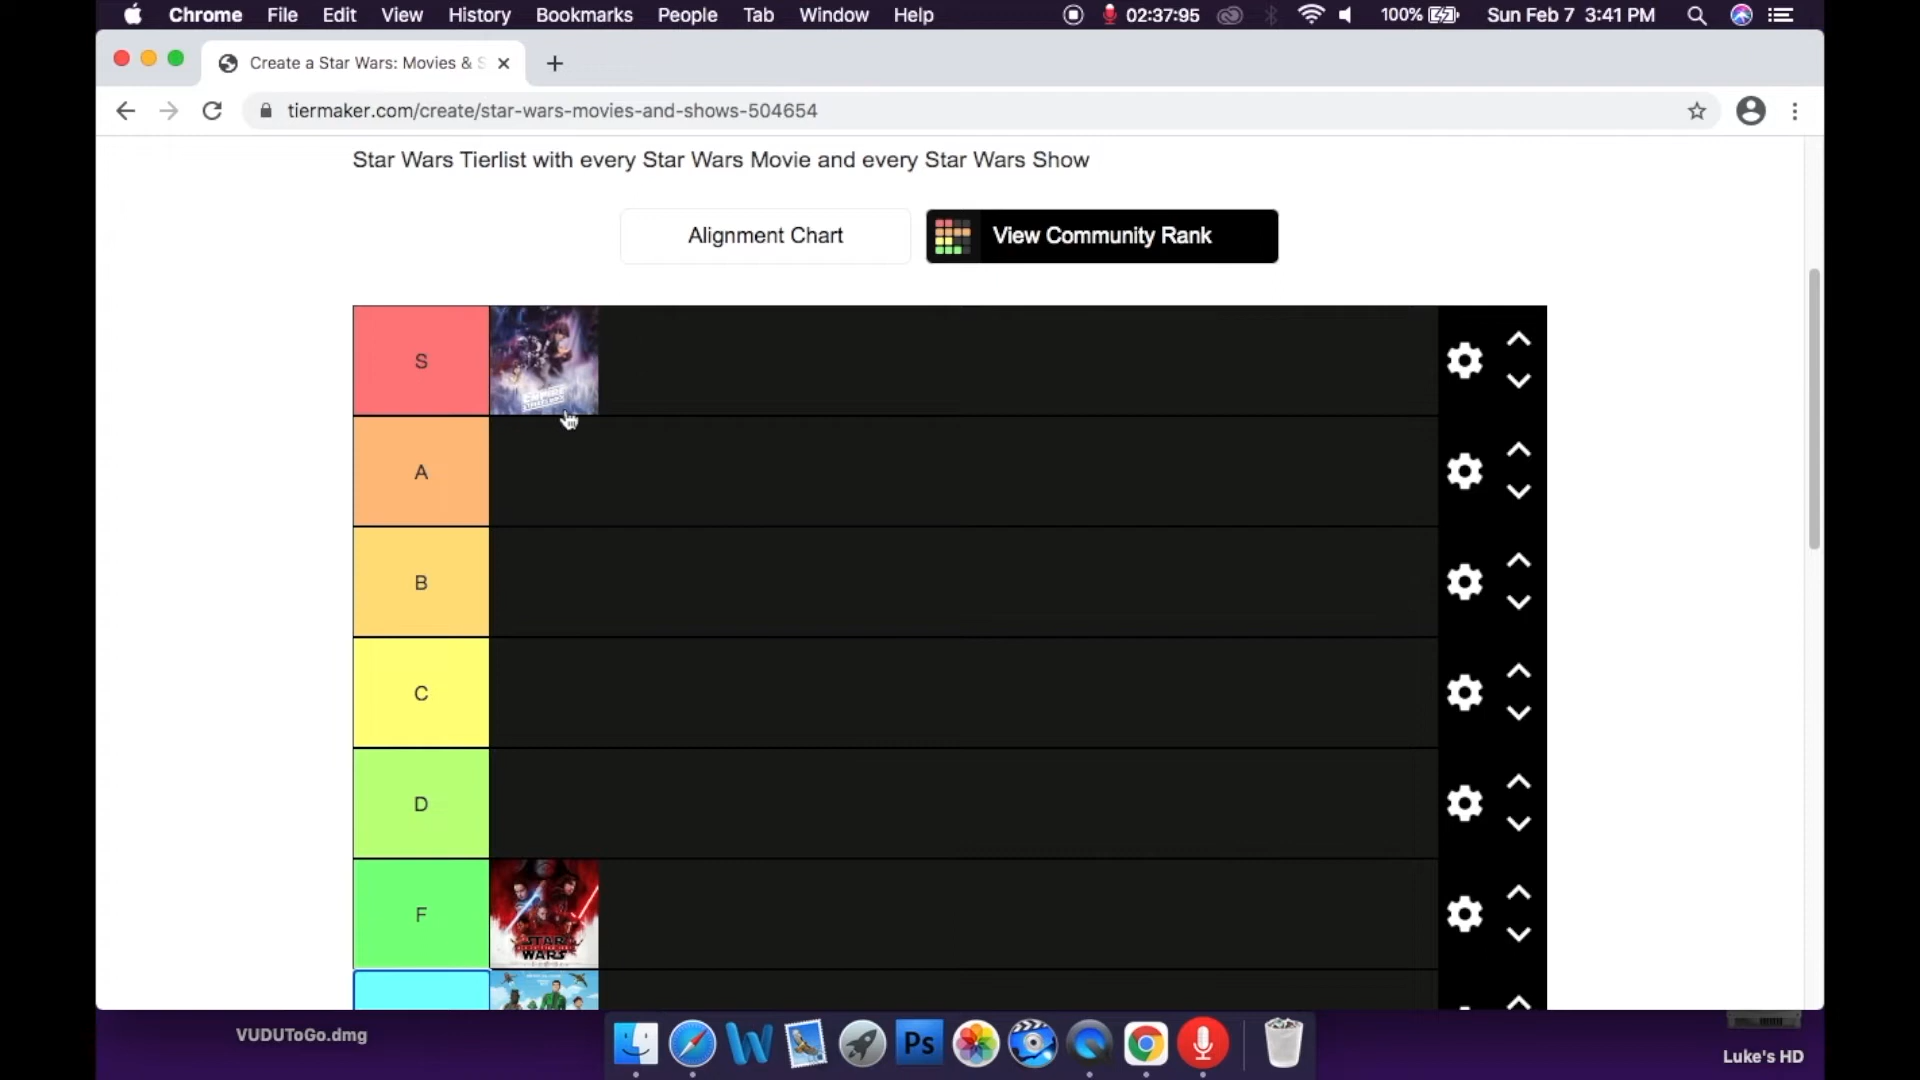 Chrome File Edit View History Bookmarks People Tab Window Help 02:37:95 100% Sun Feb 7 3:41 PM
Create a Star Wars: Movies & S
tiermaker.com/create/star-wars-movies-and-shows-504654
Star Wars Tierlist with every Star Wars Movie and every Star Wars Show
Alignment Chart View Community Rank
S
EMPIRE
A
B
C
D
F
STAR
WARS
VUDUToGo.dmg
W
Ps
Luke's HD